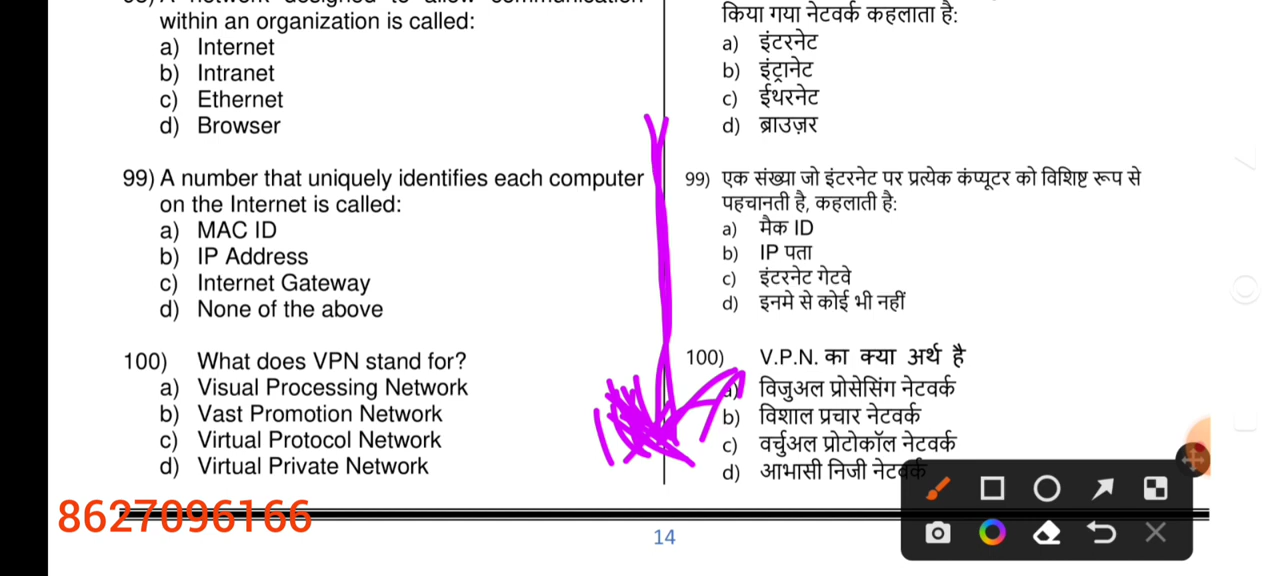 within an organization is called:
a) Internet
b) Intranet
c) Ethernet
d) Browser
99) A number that uniquely identifies each computer
on the Internet is called:
a) MAC ID
b) IP Address
c) Internet Gateway
d) None of the above
100) What does VPN stand for?
a) Visual Processing Network
b) Vast Promotion Network
c) Virtual Protocol Network
d) Virtual Private Network
किया गया नेटवर्क कहलाता है:
a) इंटरनेट
b) इंट्रानेट
c) ईथरनेट
d) ब्राउज़र
99) एक संख्या जो इंटरनेट पर प्रत्येक कंप्यूटर को विशिष्ट रूप से
पहचानती है, कहलाती है:
a) मैक ID
b) IP पता
c) इंटरनेट गेटवे
d) इनमे से कोई भी नहीं
100) V.P.N. का क्या अर्थ है
a) विजुअल प्रोसेसिंग नेटवर्क
b) विशाल प्रचार नेटवर्क
c) वर्चुअल प्रोटोकॉल नेटवर्क
d) आभासी निजी नेटवर्क
8627096166
14